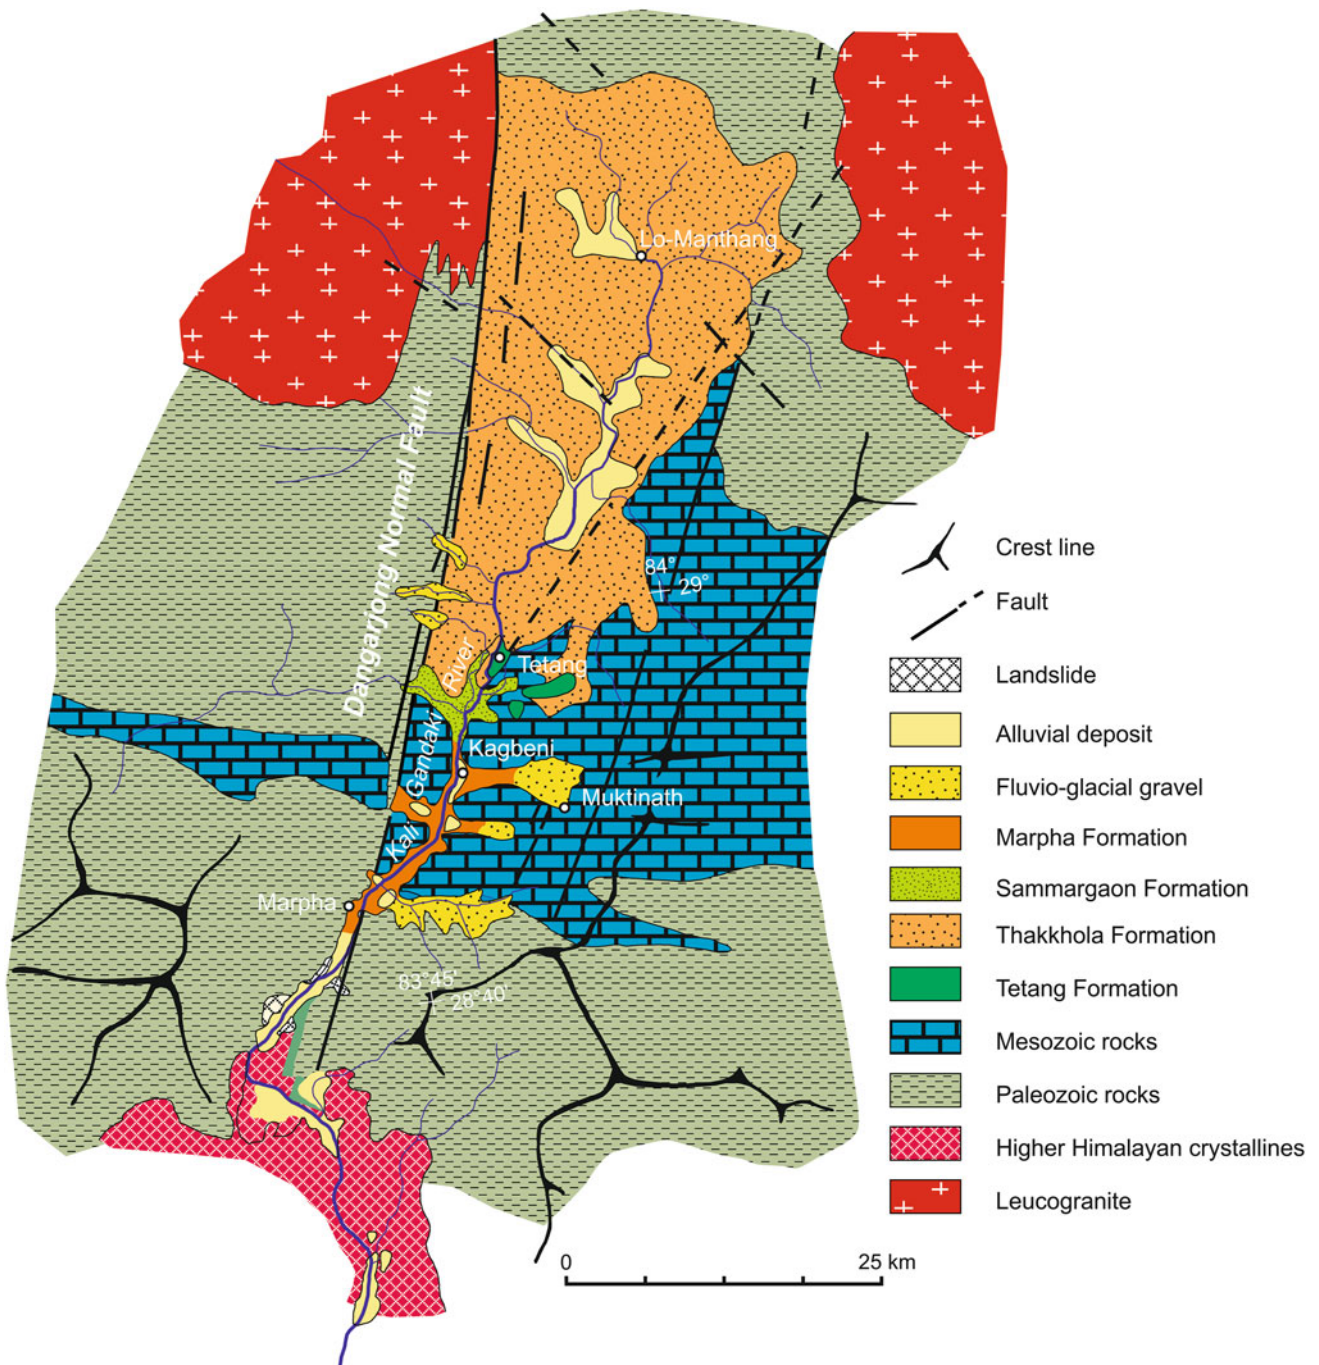 Lo-Manthang
Dangarjong Normal Fault
84°
29°
Tetang
River
Gandaki
Kali
Kagbeni
Muktinath
Marpha
83°45'
28°40'
Crest line
Fault
Landslide
Alluvial deposit
Fluvio-glacial gravel
Marpha Formation
Sammargaon Formation
Thakkhola Formation
Tetang Formation
Mesozoic rocks
Paleozoic rocks
Higher Himalayan crystallines
Leucogranite
0 25 km